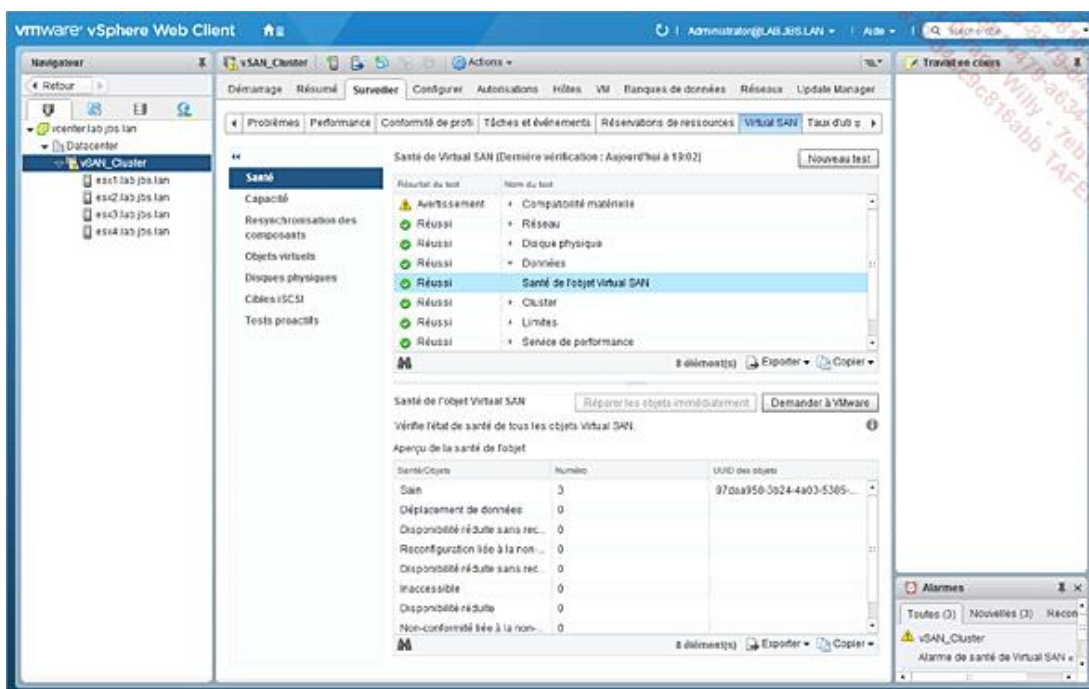 vmware® vSphere Web Client
Administrator@LAB.JBS.LAN
Aide
Navigateur
Retour
vcenter.lab.jbs.lan
Datacenter
vSAN_Cluster
esx1.lab.jbs.lan
esx2.lab.jbs.lan
esx3.lab.jbs.lan
esx4.lab.jbs.lan
vSAN_Cluster Actions
Démarrage Résumé Surveiller Configurer Autorisations Hôtes VM Banques de données Réseaux Update Manager
Problèmes Performance Conformité de profi Tâches et événements Réservations de ressources Virtual SAN Taux d'uti
Santé
Capacité
Resynchronisation des
composants
Objets virtuels
Disques physiques
Cibles iSCSI
Tests proactifs
Santé de Virtual SAN (Dernière vérification : Aujourd'hui à 19:02) Nouveau test
Résultat du test Nom du test
Avertissement Compatibilité matérielle
Réussi Réseau
Réussi Disque physique
Réussi Données
Réussi Santé de l'objet Virtual SAN
Réussi Cluster
Réussi Limites
Réussi Service de performance
8 élément(s) Exporter Copier
Santé de l'objet Virtual SAN Réparer les objets immédiatement Demander à VMware
Vérifie l'état de santé de tous les objets Virtual SAN.
Aperçu de la santé de l'objet
Santé/Objets Numéro UUID des objets
Sain 3
Déplacement de données 0
Disponibilité réduite sans rec... 0
Reconfiguration liée à la non-... 0
Disponibilité réduite sans rec... 0
Inaccessible 0
Disponibilité réduite 0
Non-conformité liée à la non-... 0
8 élément(s) Exporter Copier
Travail en cours
Alarmes
Toutes (3) Nouvelles (3) Recon
vSAN_Cluster
Alarme de santé de Virtual SAN «